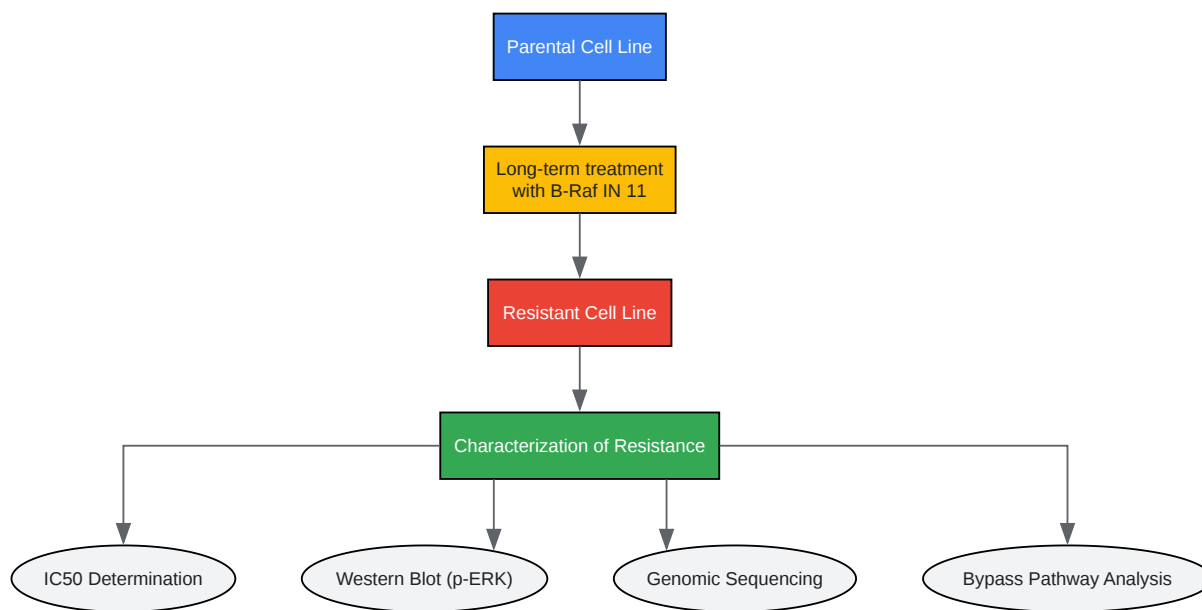 Parental Cell Line
Long-term treatment
with B-Raf IN 11
Resistant Cell Line
Characterization of Resistance
IC50 Determination
Western Blot (p-ERK)
Genomic Sequencing
Bypass Pathway Analysis